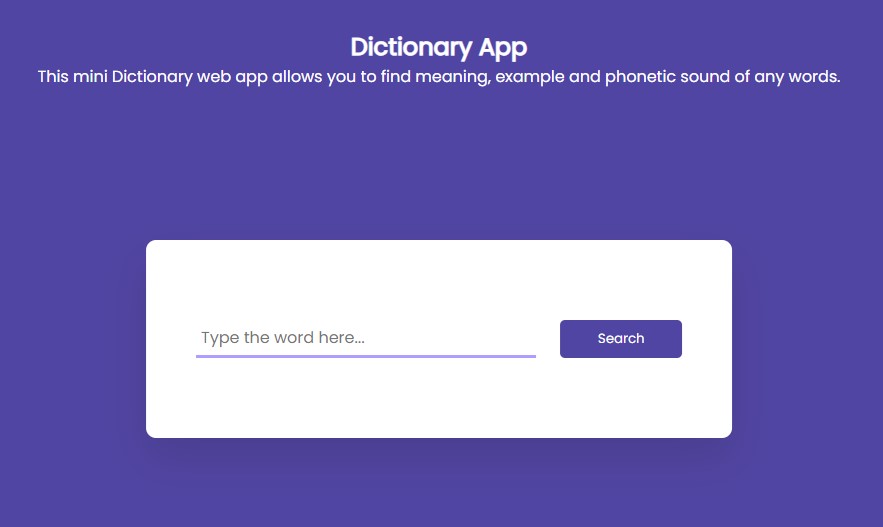 Dictionary App
This mini Dictionary web app allows you to find meaning, example and phonetic sound of any words.
Type the word here...
Search